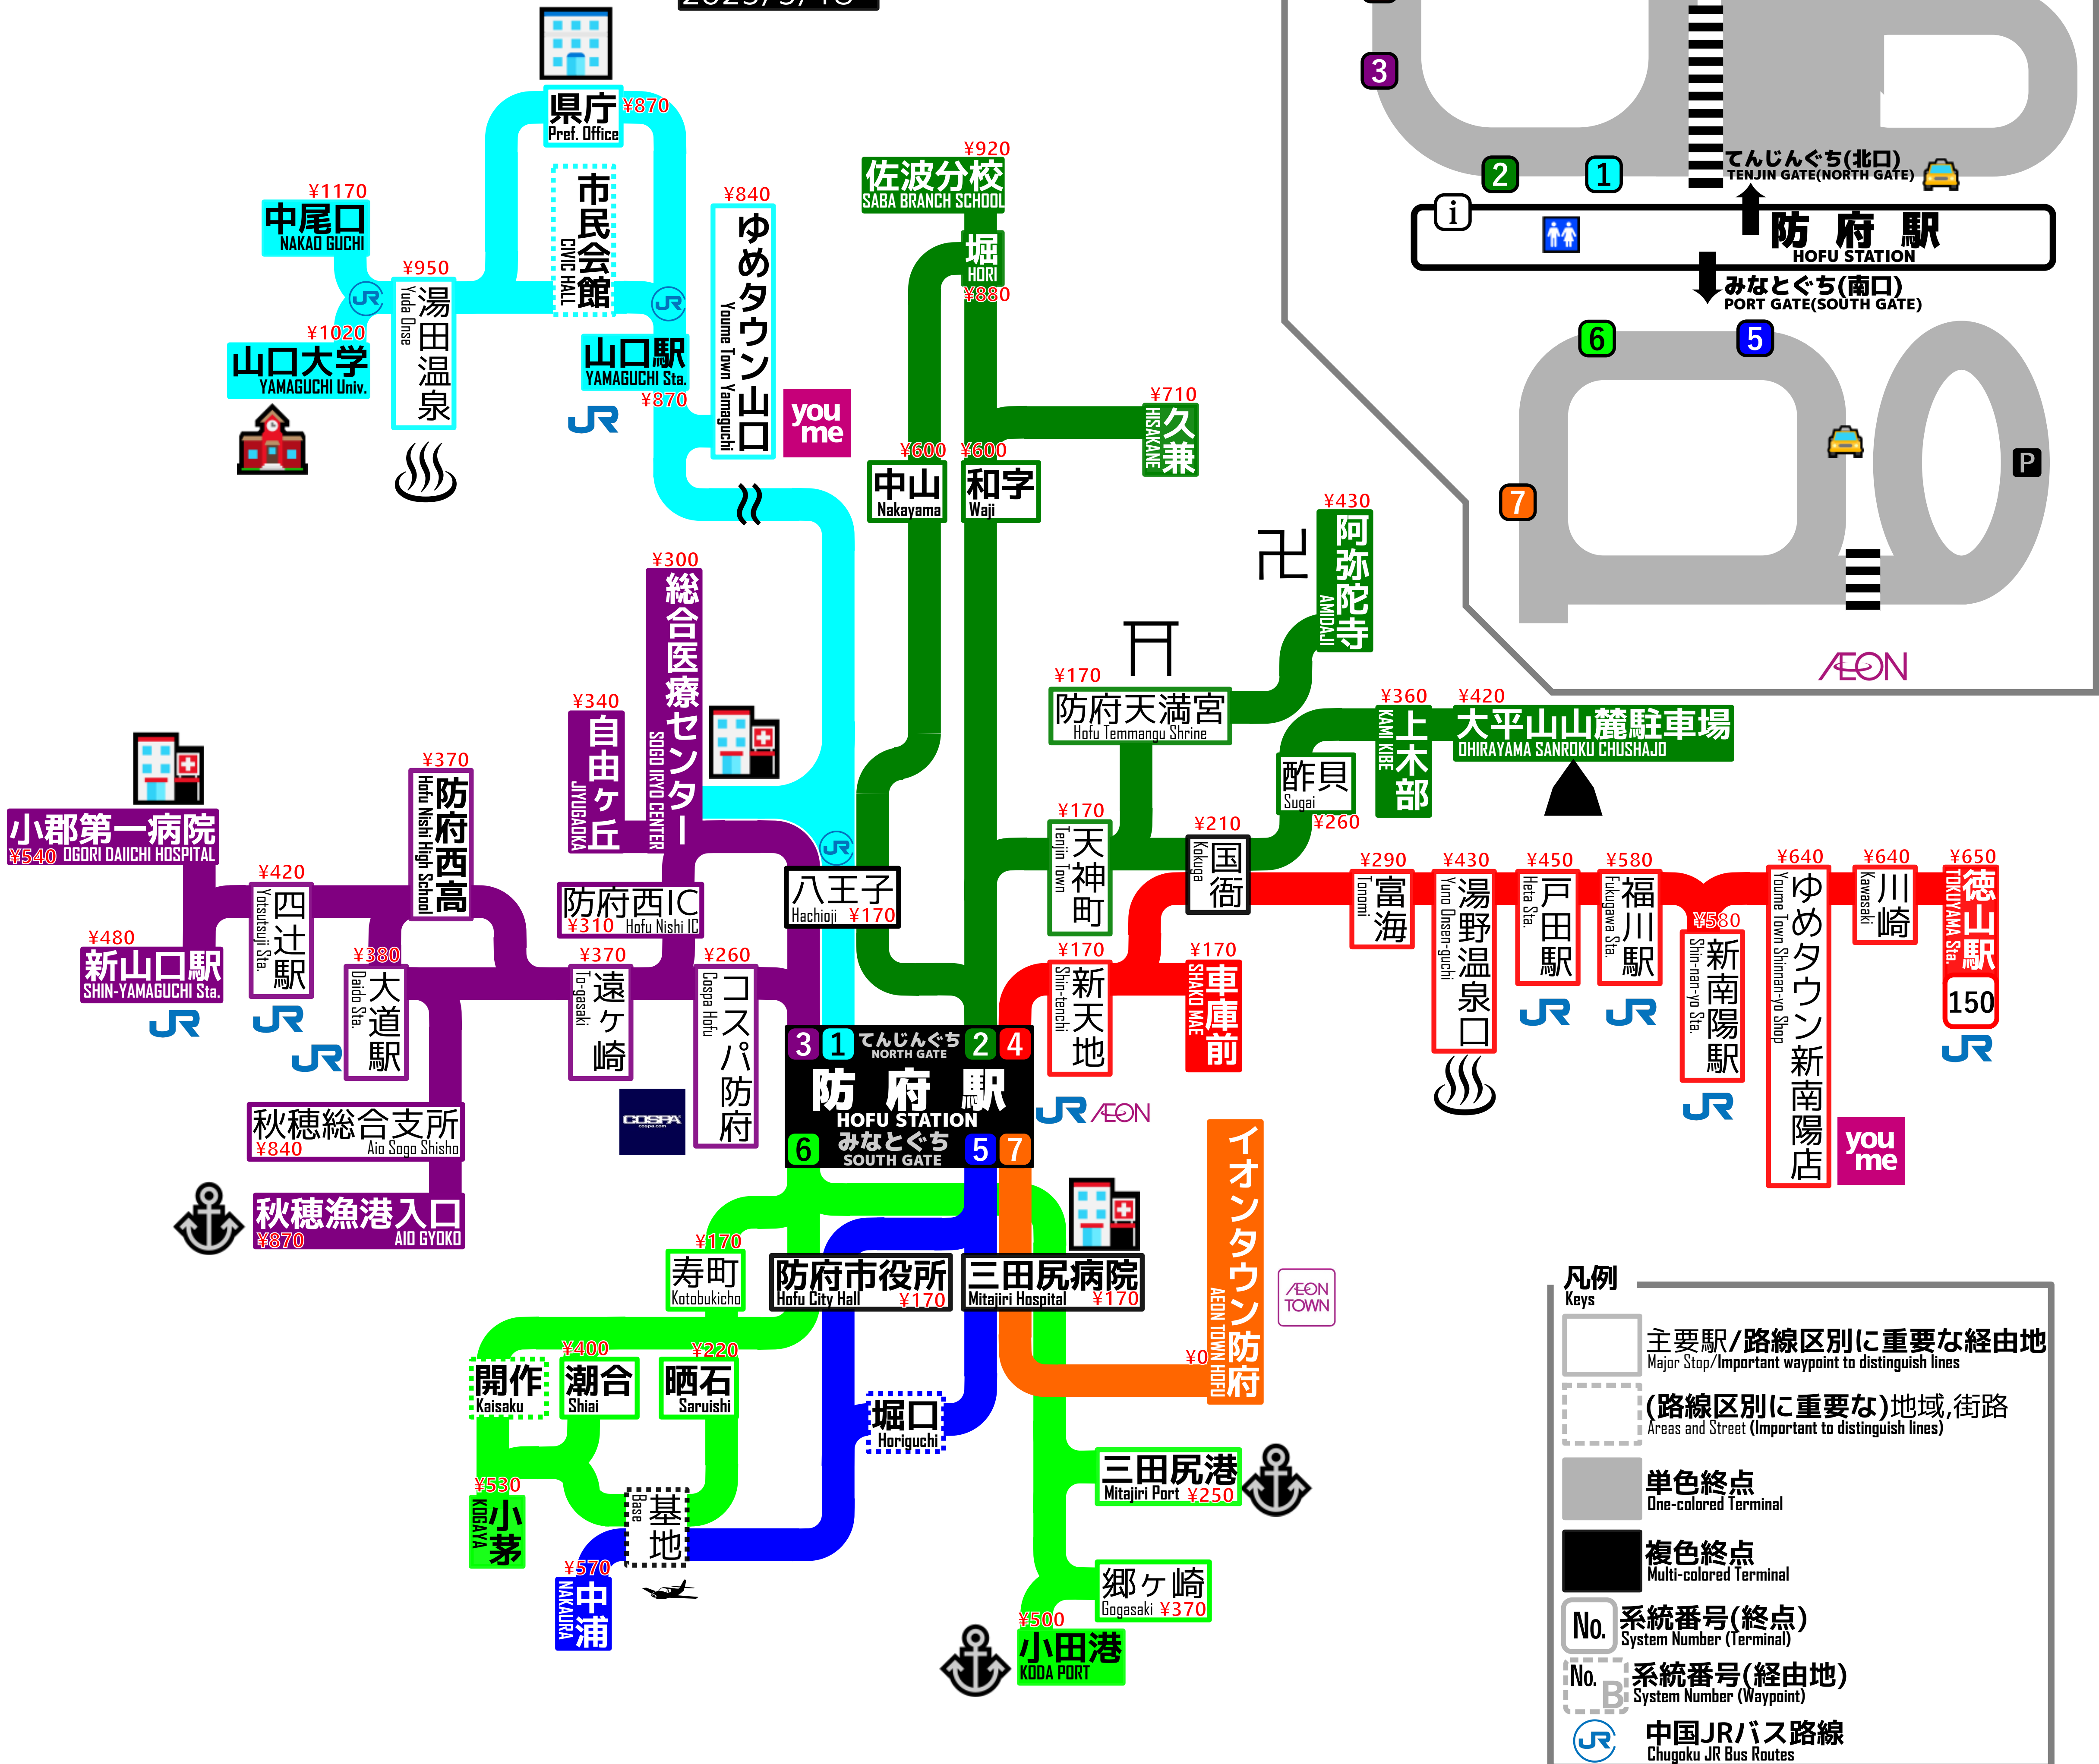 県庁
Pref. Office
¥870
市民会館
CIVIC HALL
¥1170
中尾口
NAKAO GUCHI
JR
¥950
湯田温泉
Yuda Onse
¥1020
山口大学
YAMAGUCHI Univ.
JR
山口駅
YAMAGUCHI Sta.
¥870
JR
¥840
ゆめタウン山口
Youme Town Yamaguchi
you
me
¥920
佐波分校
SABA BRANCH SCHOOL
堀
HORI
¥880
¥710
久兼
HISAKANE
¥600
中山
Nakayama
¥600
和字
Waji
¥430
阿弥陀寺
AMIDAJI
¥170
防府天満宮
Hofu Temmangu Shrine
¥360
上木部
KAMI KIBE
¥420
大平山山麓駐車場
OHIRAYAMA SANROKU CHUSHAJO
酢貝
Sugai
¥260
¥170
天神町
Tenjin Town
¥210
国衙
Kokuga
¥300
総合医療センター
SOGO IRYO CENTER
¥340
自由ヶ丘
JIYUGAOKA
¥370
防府西高
Hofu Nishi High School
小郡第一病院
¥540 OGORI DAIICHI HOSPITAL
¥420
四辻駅
Yotsutsuji Sta.
JR
¥480
新山口駅
SHIN-YAMAGUCHI Sta.
JR
¥380
大道駅
Daido Sta.
JR
防府西IC
¥310 Hofu Nishi IC
¥370
遠ヶ崎
To-gasaki
¥260
コスパ防府
Cospa Hofu
COSPA
cospa.com
JR
八王子
Hachioji ¥170
秋穂総合支所
¥840 Aio Sogo Shisho
秋穂漁港入口
¥870 AIO GYOKO
3 1 てんじんぐち 2 4
NORTH GATE
防府駅
HOFU STATION
みなとぐち
6 SOUTH GATE 5 7
JR ÆON
¥170
新天地
Shin-tenchi
¥170
車庫前
SHAKO MAE
¥290
富海
Tonomi
¥430
湯野温泉口
Yuno Onsen-guchi
¥450
戸田駅
Heta Sta.
JR
¥580
福川駅
Fukugawa Sta.
JR
¥580
新南陽駅
Shin-nan-yo Sta.
JR
¥640
ゆめタウン新南陽店
Youme Town Shinnan-yo Shop
you
me
¥640
川崎
Kawasaki
¥650
徳山駅
TOKUYAMA Sta.
150
JR
¥170
寿町
Kotobukicho
防府市役所
Hofu City Hall ¥170
三田尻病院
Mitajiri Hospital ¥170
イオンタウン防府
AEON TOWN HOFU
¥0
ÆON
TOWN
開作
Kaisaku
¥400
潮合
Shiai
¥220
晒石
Saruishi
堀口
Horiguchi
¥530
小茅
KOGAYA
基地
Base
¥570
中浦
NAKAURA
三田尻港
Mitajiri Port ¥250
郷ヶ崎
Gogasaki ¥370
¥500
小田港
KODA PORT
3
2
1
てんじんぐち(北口)
TENJIN GATE(NORTH GATE)
i
防府駅
HOFU STATION
みなとぐち(南口)
PORT GATE(SOUTH GATE)
6
5
7
P
ÆON
凡例
Keys
主要駅/路線区別に重要な経由地
Major Stop/Important waypoint to distinguish lines
(路線区別に重要な)地域,街路
Areas and Street (Important to distinguish lines)
単色終点
One-colored Terminal
複色終点
Multi-colored Terminal
No. 系統番号(終点)
System Number (Terminal)
No. B 系統番号(経由地)
System Number (Waypoint)
JR 中国JRバス路線
Chugoku JR Bus Routes